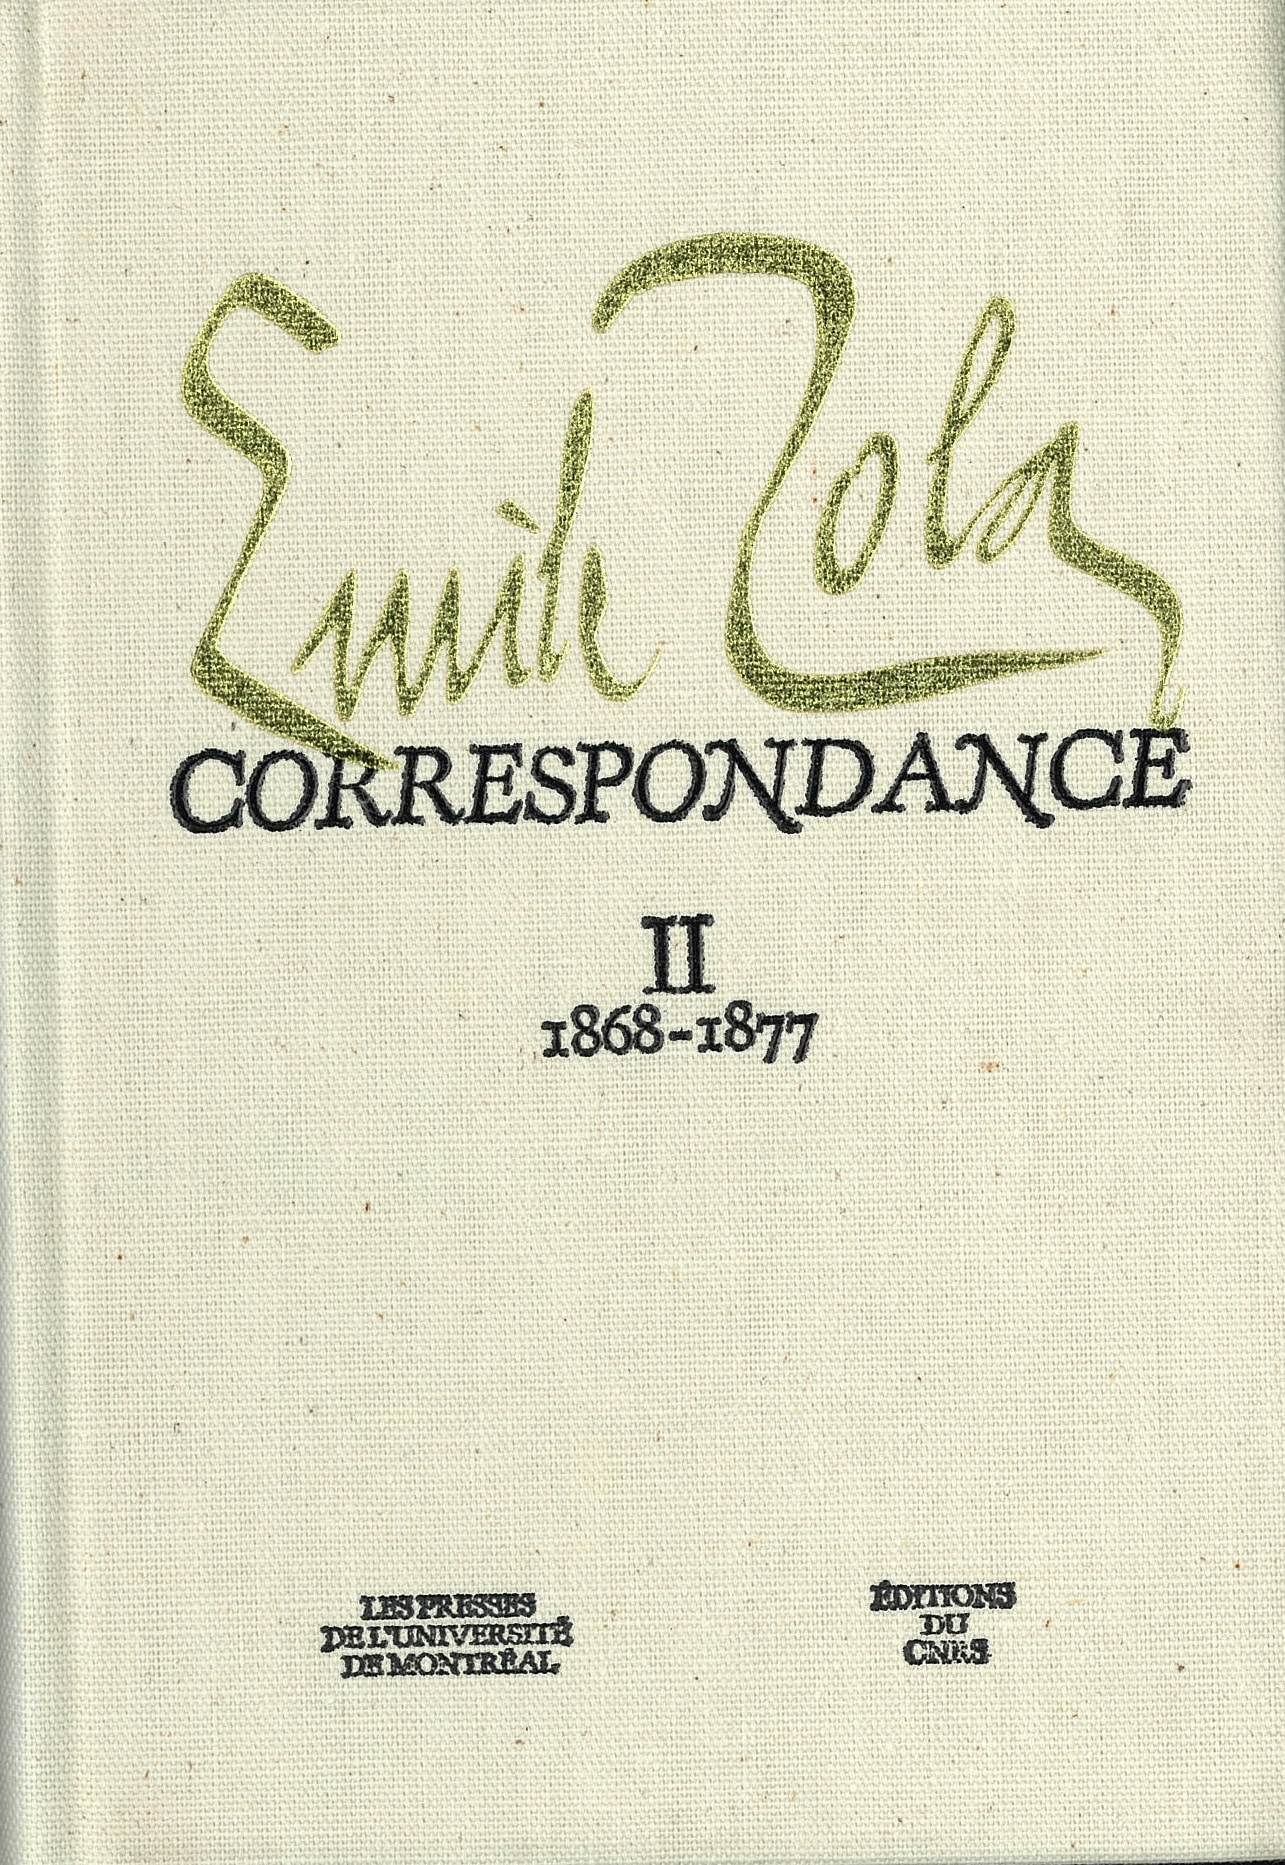 Emile Zola
CORRESPONDANCE
II
1868-1877
LES PRESSES
DE L'UNIVERSITÉ
DE MONTRÉAL
ÉDITIONS
DU
CNRS